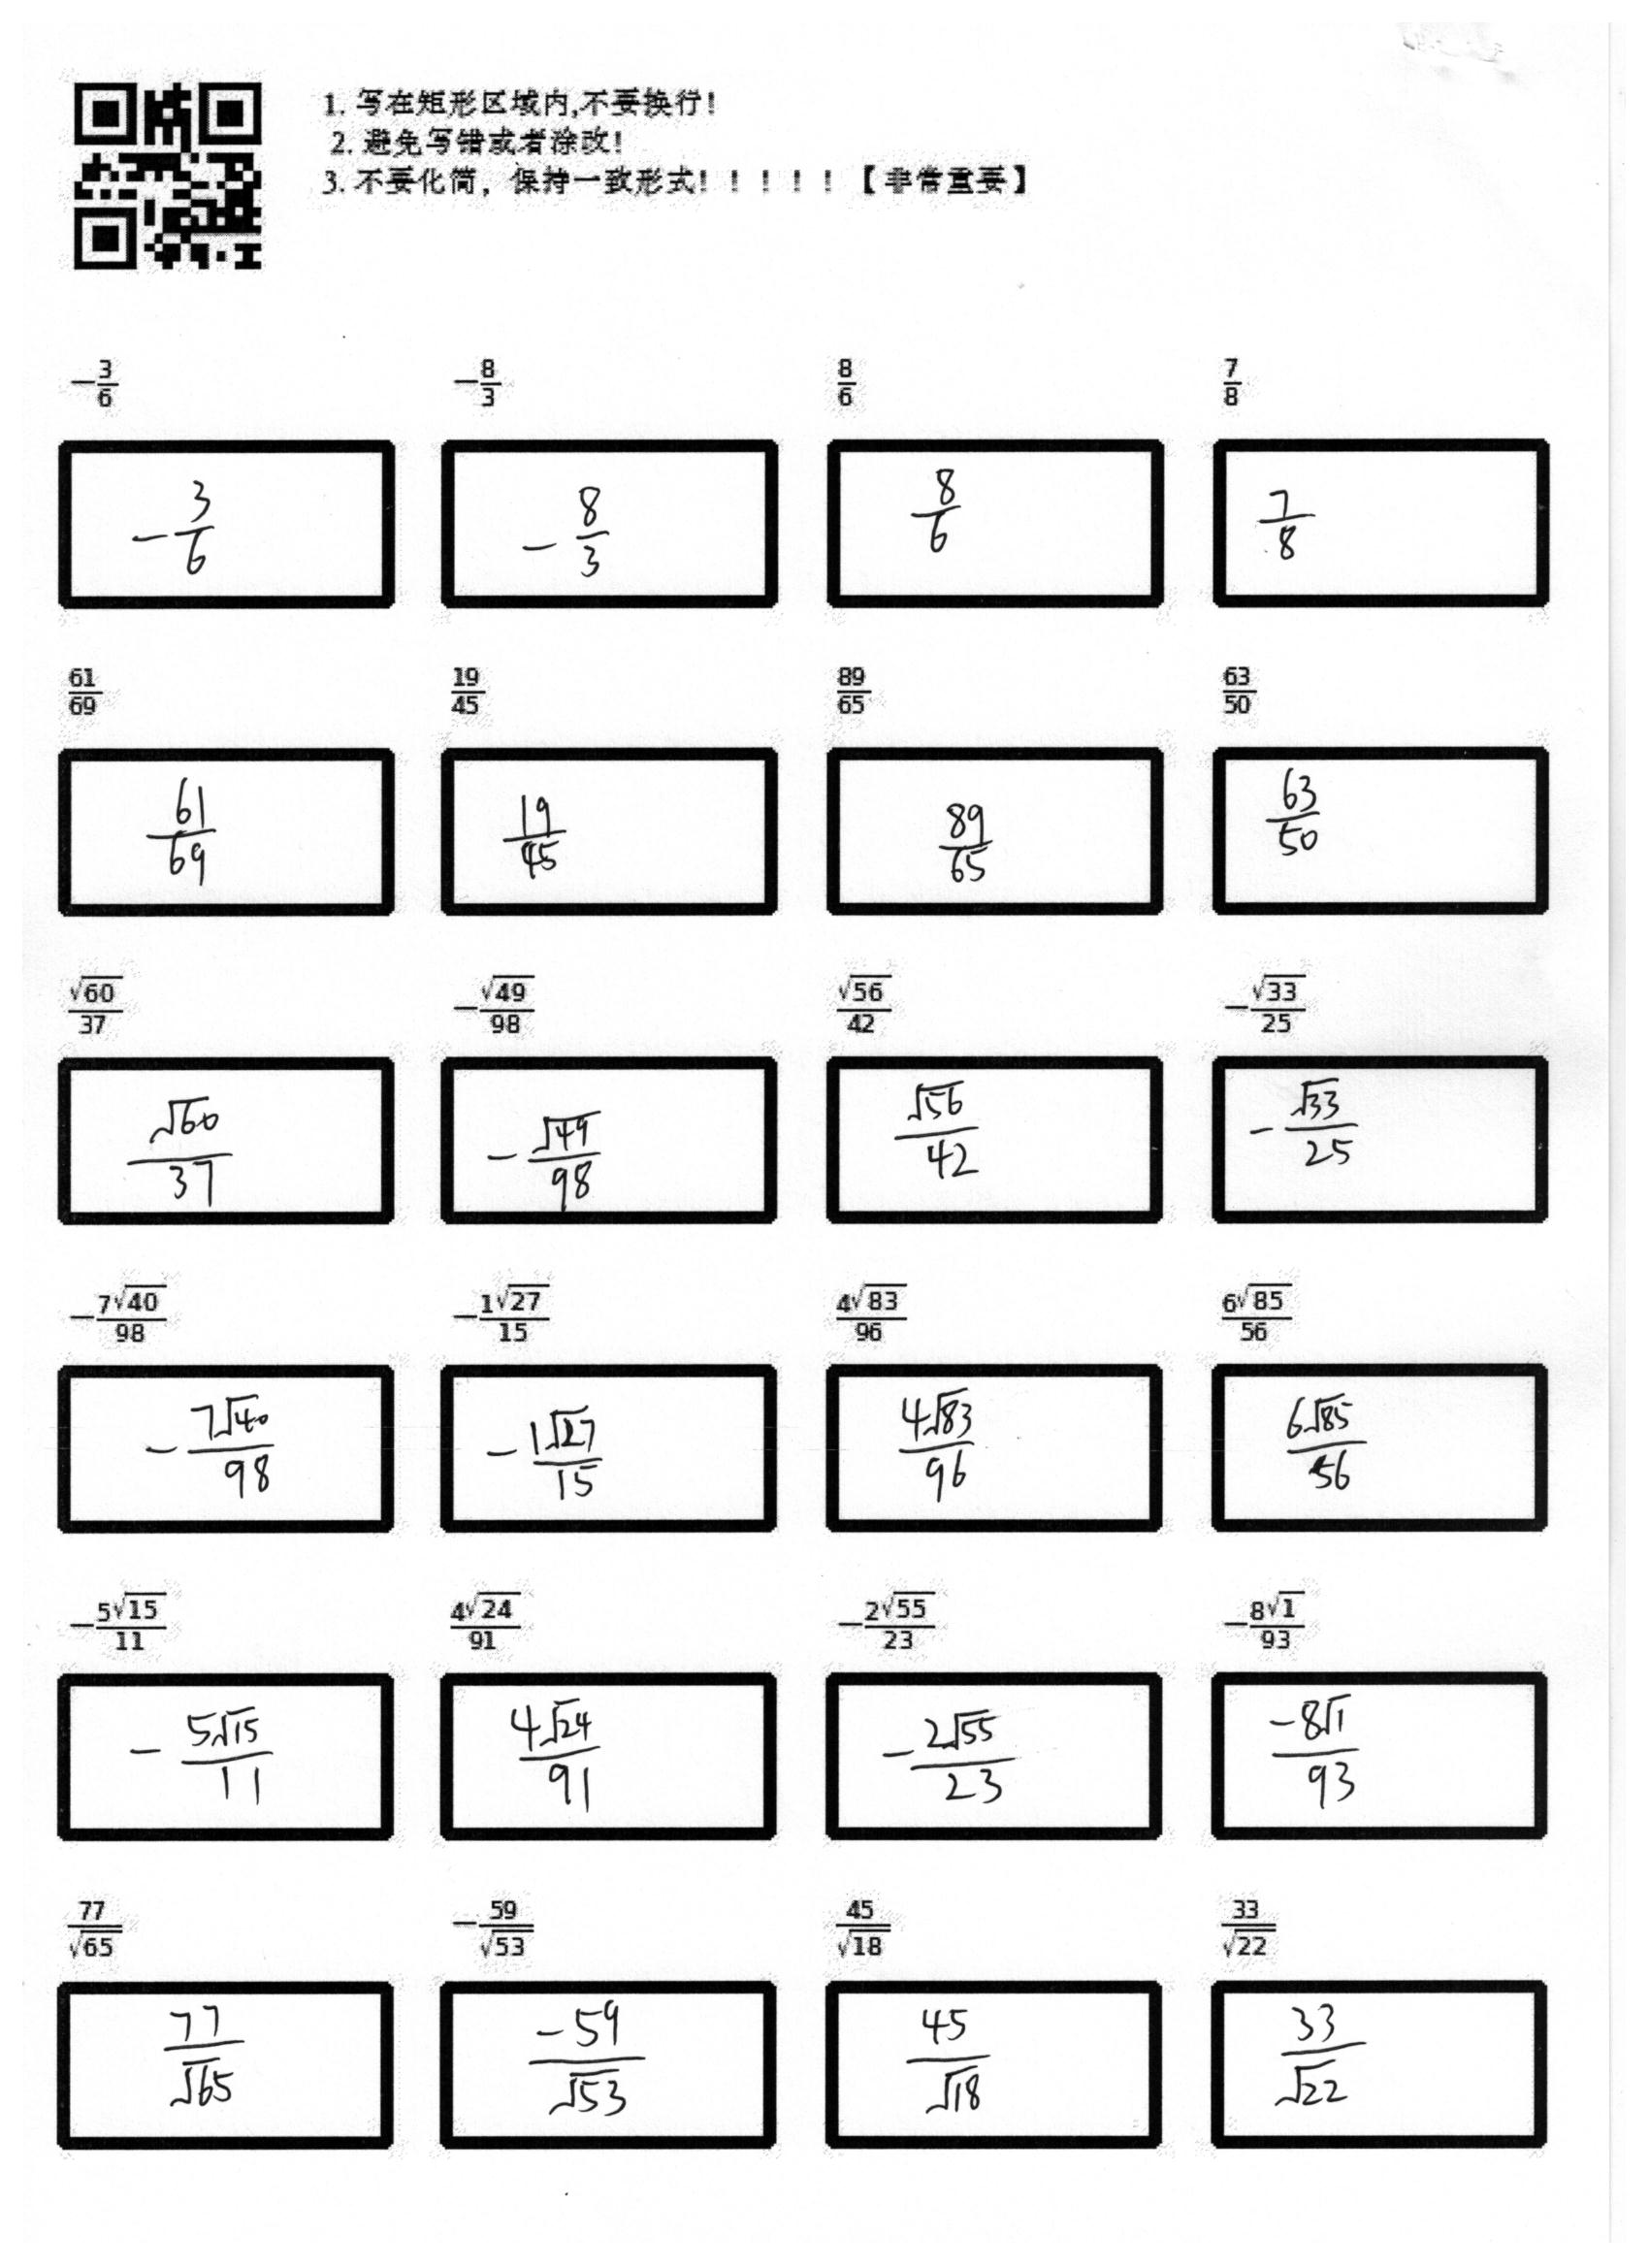 1. 写在矩形区域内,不要换行!
2. 避免写错或者涂改!
3. 不要化简，保持一致形式！！！！！【非常重要】
-\frac{3}{6} -\frac{8}{3} \frac{8}{6} \frac{7}{8}
-\frac{3}{6} -\frac{8}{3} \frac{8}{6} \frac{7}{8}
\frac{61}{69} \frac{19}{45} \frac{89}{65} \frac{63}{50}
\frac{61}{69} \frac{19}{45} \frac{89}{65} \frac{63}{50}
\frac{\sqrt{60}}{37} -\frac{\sqrt{49}}{98} \frac{\sqrt{56}}{42} -\frac{\sqrt{33}}{25}
\frac{\sqrt{60}}{37} -\frac{\sqrt{49}}{98} \frac{\sqrt{56}}{42} -\frac{\sqrt{33}}{25}
-\frac{7\sqrt{40}}{98} -\frac{1\sqrt{27}}{15} \frac{4\sqrt{83}}{96} \frac{6\sqrt{85}}{56}
-\frac{7\sqrt{40}}{98} -\frac{1\sqrt{27}}{15} \frac{4\sqrt{83}}{96} \frac{6\sqrt{85}}{56}
-\frac{5\sqrt{15}}{11} \frac{4\sqrt{24}}{91} -\frac{2\sqrt{55}}{23} -\frac{8\sqrt{1}}{93}
-\frac{5\sqrt{15}}{11} \frac{4\sqrt{24}}{91} -\frac{2\sqrt{55}}{23} \frac{-8\sqrt{1}}{93}
\frac{77}{\sqrt{65}} -\frac{59}{\sqrt{53}} \frac{45}{\sqrt{18}} \frac{33}{\sqrt{22}}
\frac{77}{\sqrt{65}} \frac{-59}{\sqrt{53}} \frac{45}{\sqrt{18}} \frac{33}{\sqrt{22}}